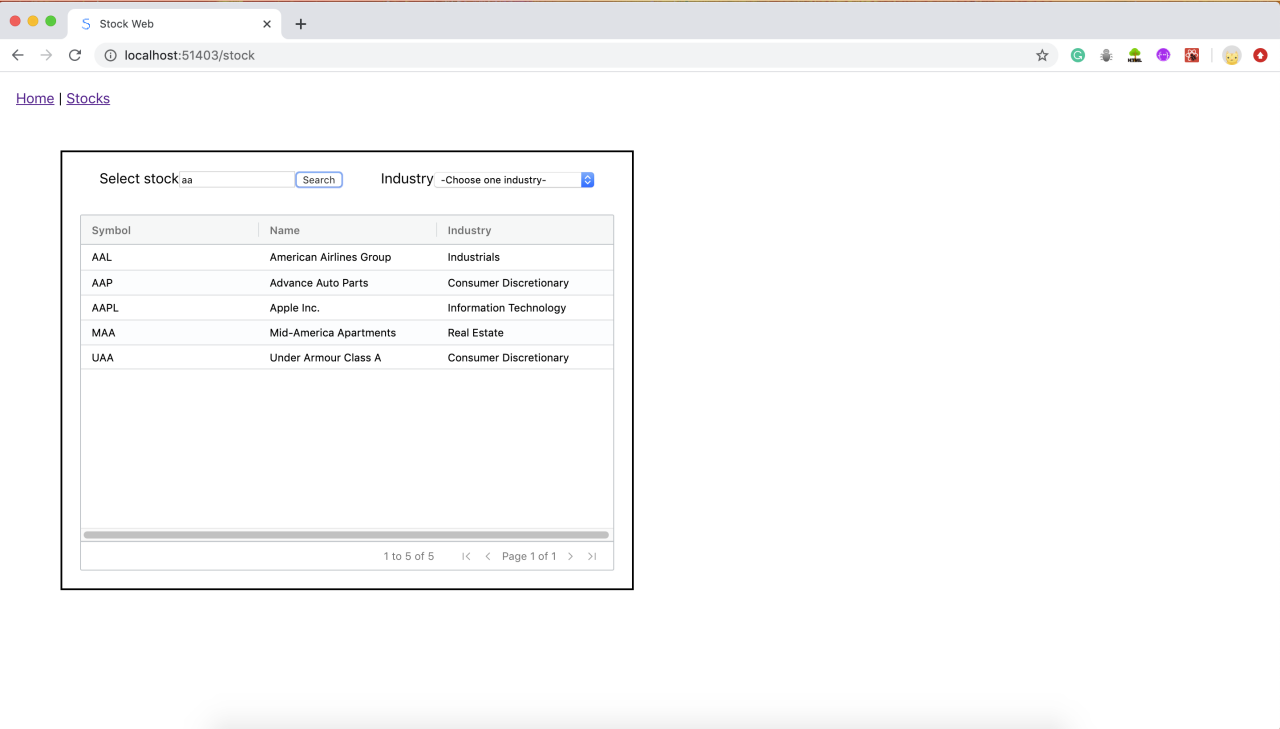 Stock Web
localhost:51403/stock
Home | Stocks
Select stock aa Search Industry -Choose one industry-
Symbol Name Industry
AAL American Airlines Group Industrials
AAP Advance Auto Parts Consumer Discretionary
AAPL Apple Inc. Information Technology
MAA Mid-America Apartments Real Estate
UAA Under Armour Class A Consumer Discretionary
1 to 5 of 5 Page 1 of 1